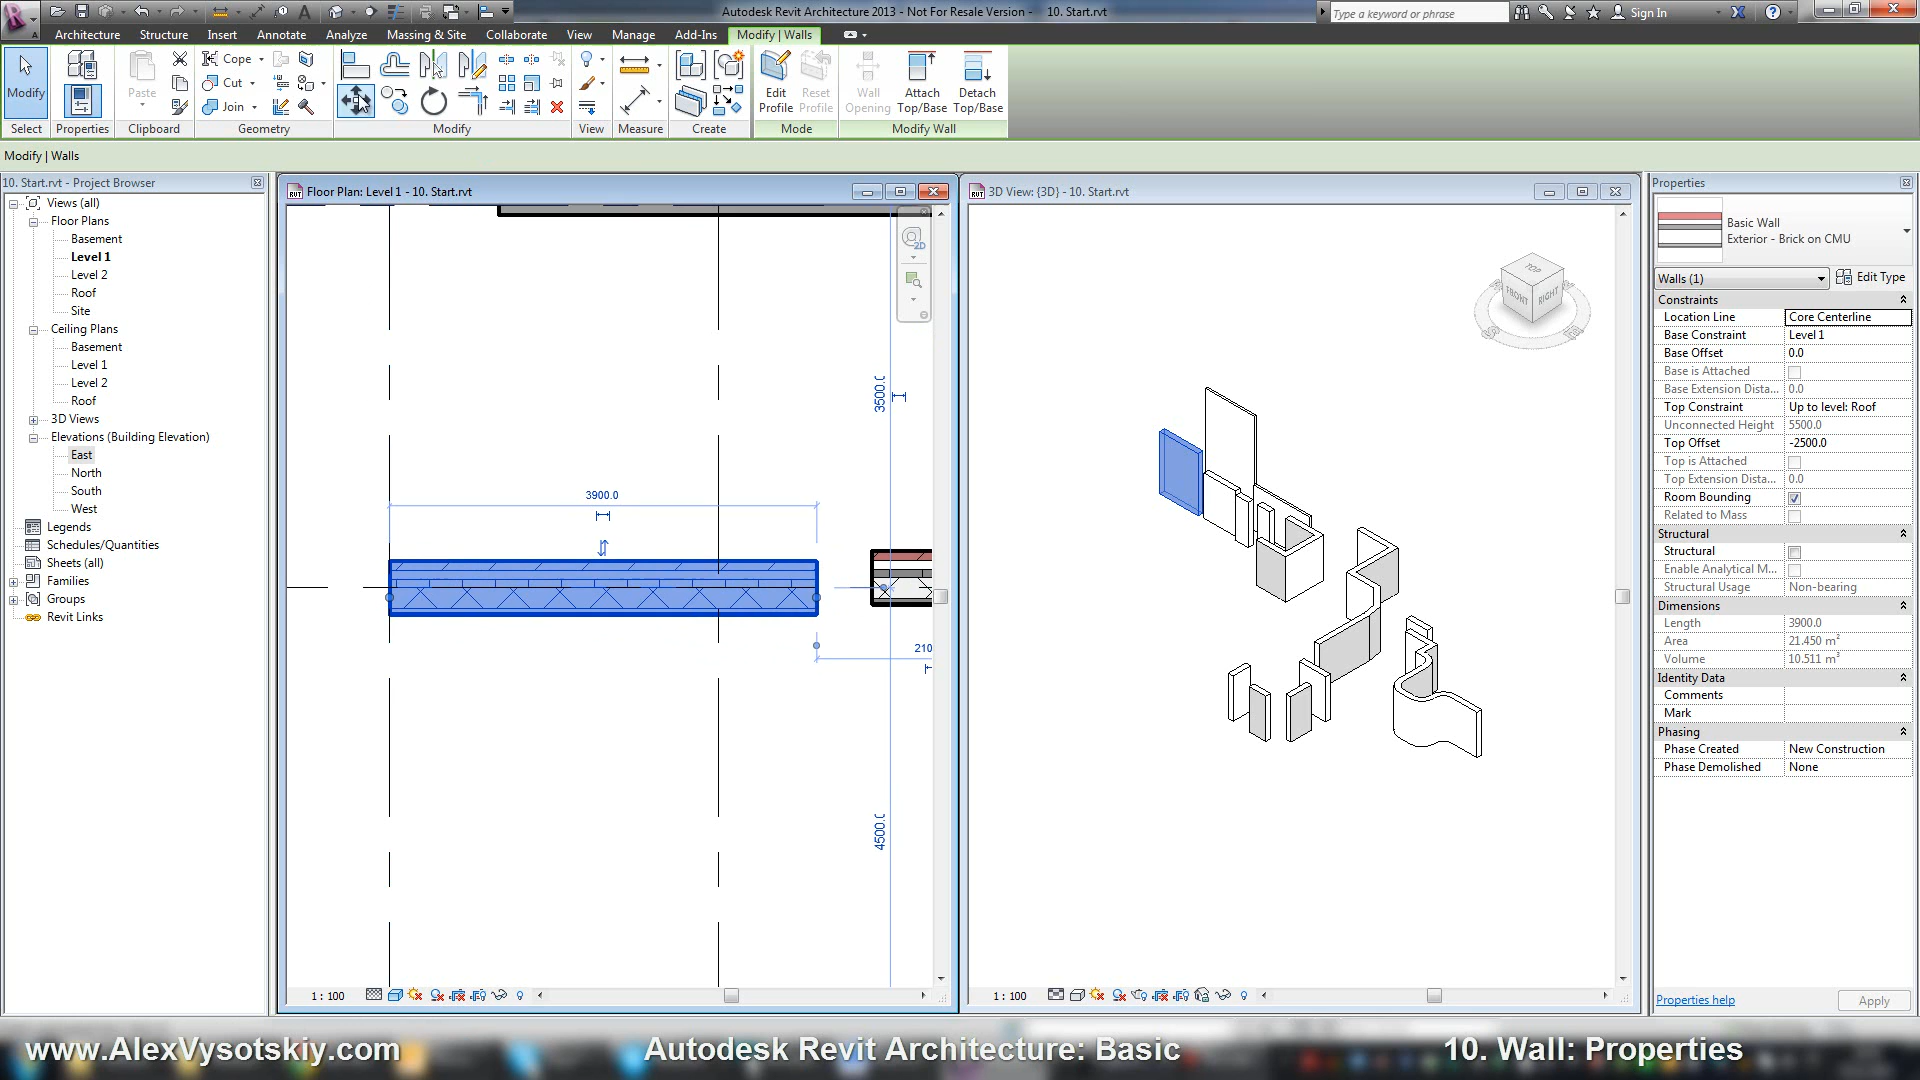 Autodesk Revit Architecture 2013 - Not For Resale Version -    10. Start.rvt
Type a keyword or phrase
Sign In
Architecture
Structure
Insert
Annotate
Analyze
Massing & Site
Collaborate
View
Manage
Add-Ins
Modify | Walls
Modify
Select
Properties
Paste
Clipboard
Cope
Cut
Join
Geometry
Modify
View
Measure
Create
Edit
Profile
Reset
Profile
Mode
Wall
Opening
Attach
Top/Base
Detach
Top/Base
Modify Wall
Modify | Walls
10. Start.rvt - Project Browser
Views (all)
Floor Plans
Basement
Level 1
Level 2
Roof
Site
Ceiling Plans
Basement
Level 1
Level 2
Roof
3D Views
Elevations (Building Elevation)
East
North
South
West
Legends
Schedules/Quantities
Sheets (all)
Families
Groups
Revit Links
RVT
Floor Plan: Level 1 - 10. Start.rvt
2D
3500.0
3900.0
210
4500.0
1 : 100
RVT
3D View: {3D} - 10. Start.rvt
TOP
FRONT
RIGHT
1 : 100
Properties
Basic Wall
Exterior - Brick on CMU
Walls (1)
Edit Type
Constraints
Location Line Core Centerline
Base Constraint Level 1
Base Offset 0.0
Base is Attached
Base Extension Dista... 0.0
Top Constraint Up to level: Roof
Unconnected Height 5500.0
Top Offset -2500.0
Top is Attached
Top Extension Dista... 0.0
Room Bounding
Related to Mass
Structural
Structural
Enable Analytical M...
Structural Usage Non-bearing
Dimensions
Length 3900.0
Area 21.450 m²
Volume 10.511 m³
Identity Data
Comments
Mark
Phasing
Phase Created New Construction
Phase Demolished None
Properties help
Apply
www.AlexVysotskiy.com
Autodesk Revit Architecture: Basic
10. Wall: Properties